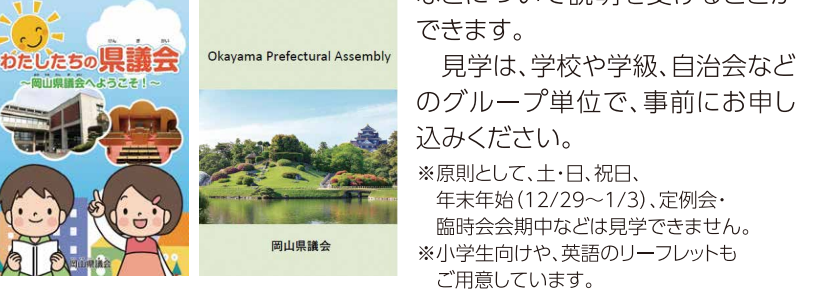 けんぎかい
わたしたちの県議会
～岡山県議会へようこそ！～
岡山県議会
Okayama Prefectural Assembly
岡山県議会
できます。
見学は、学校や学級、自治会など
のグループ単位で、事前にお申し
込みください。
※原則として、土・日、祝日、
年末年始（12/29～1/3）、定例会・
臨時会会期中などは見学できません。
※小学生向けや、英語のリーフレットも
ご用意しています。